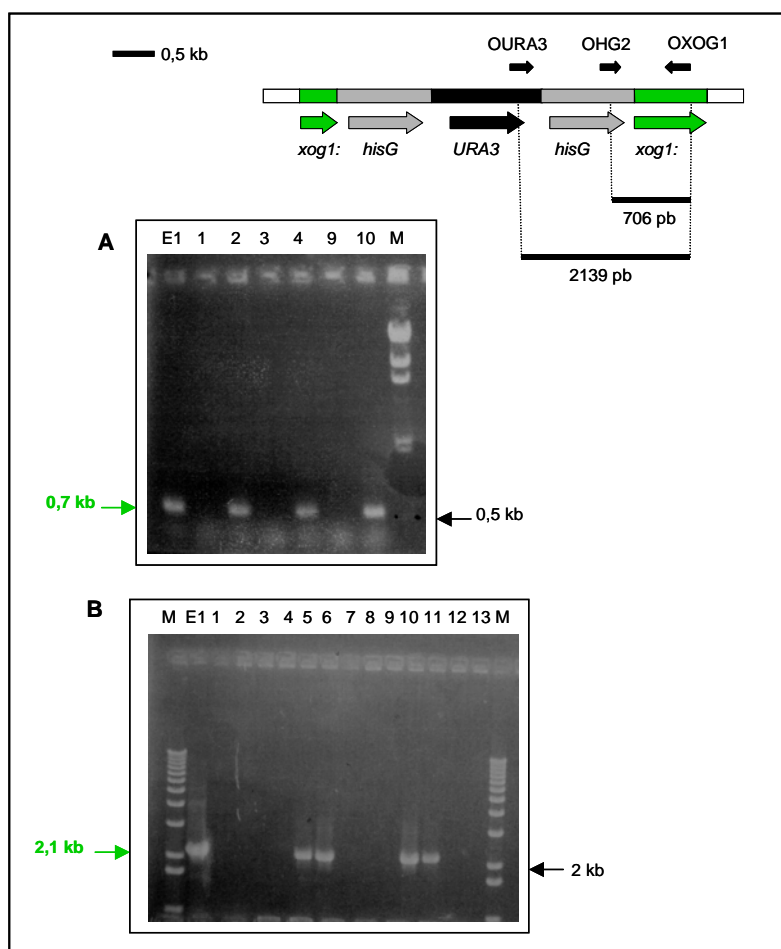 OURA3 OHG2 OXOG1
0,5 kb
xog1: hisG URA3 hisG xog1:
706 pb
2139 pb
A
E1 1 2 3 4 9 10 M
0,7 kb
0,5 kb
B
M E1 1 2 3 4 5 6 7 8 9 10 11 12 13 M
2,1 kb
2 kb